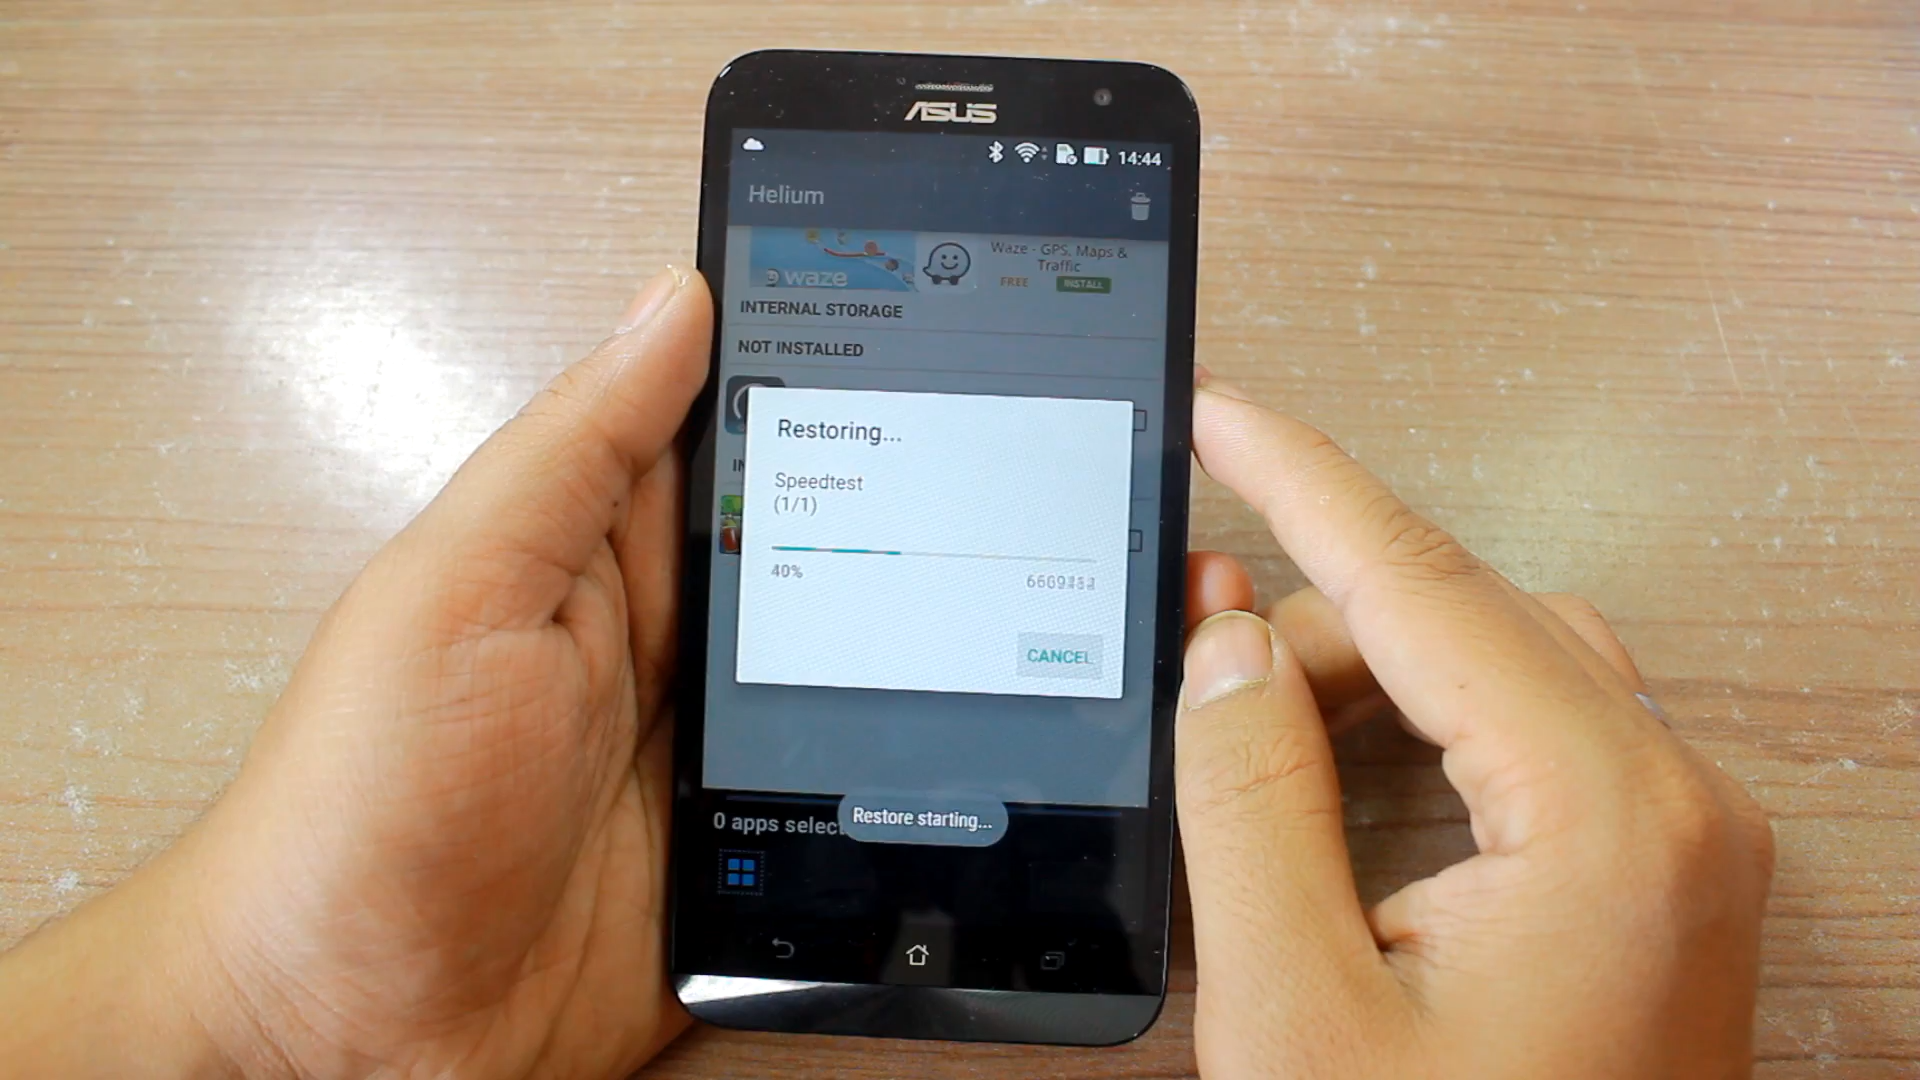 ASUS
14:44
Helium
waze
Waze - GPS, Maps &
Traffic
FREE
INSTALL
INTERNAL STORAGE
NOT INSTALLED
Restoring...
Speedtest
(1/1)
40%
CANCEL
Restore starting...
0 apps select